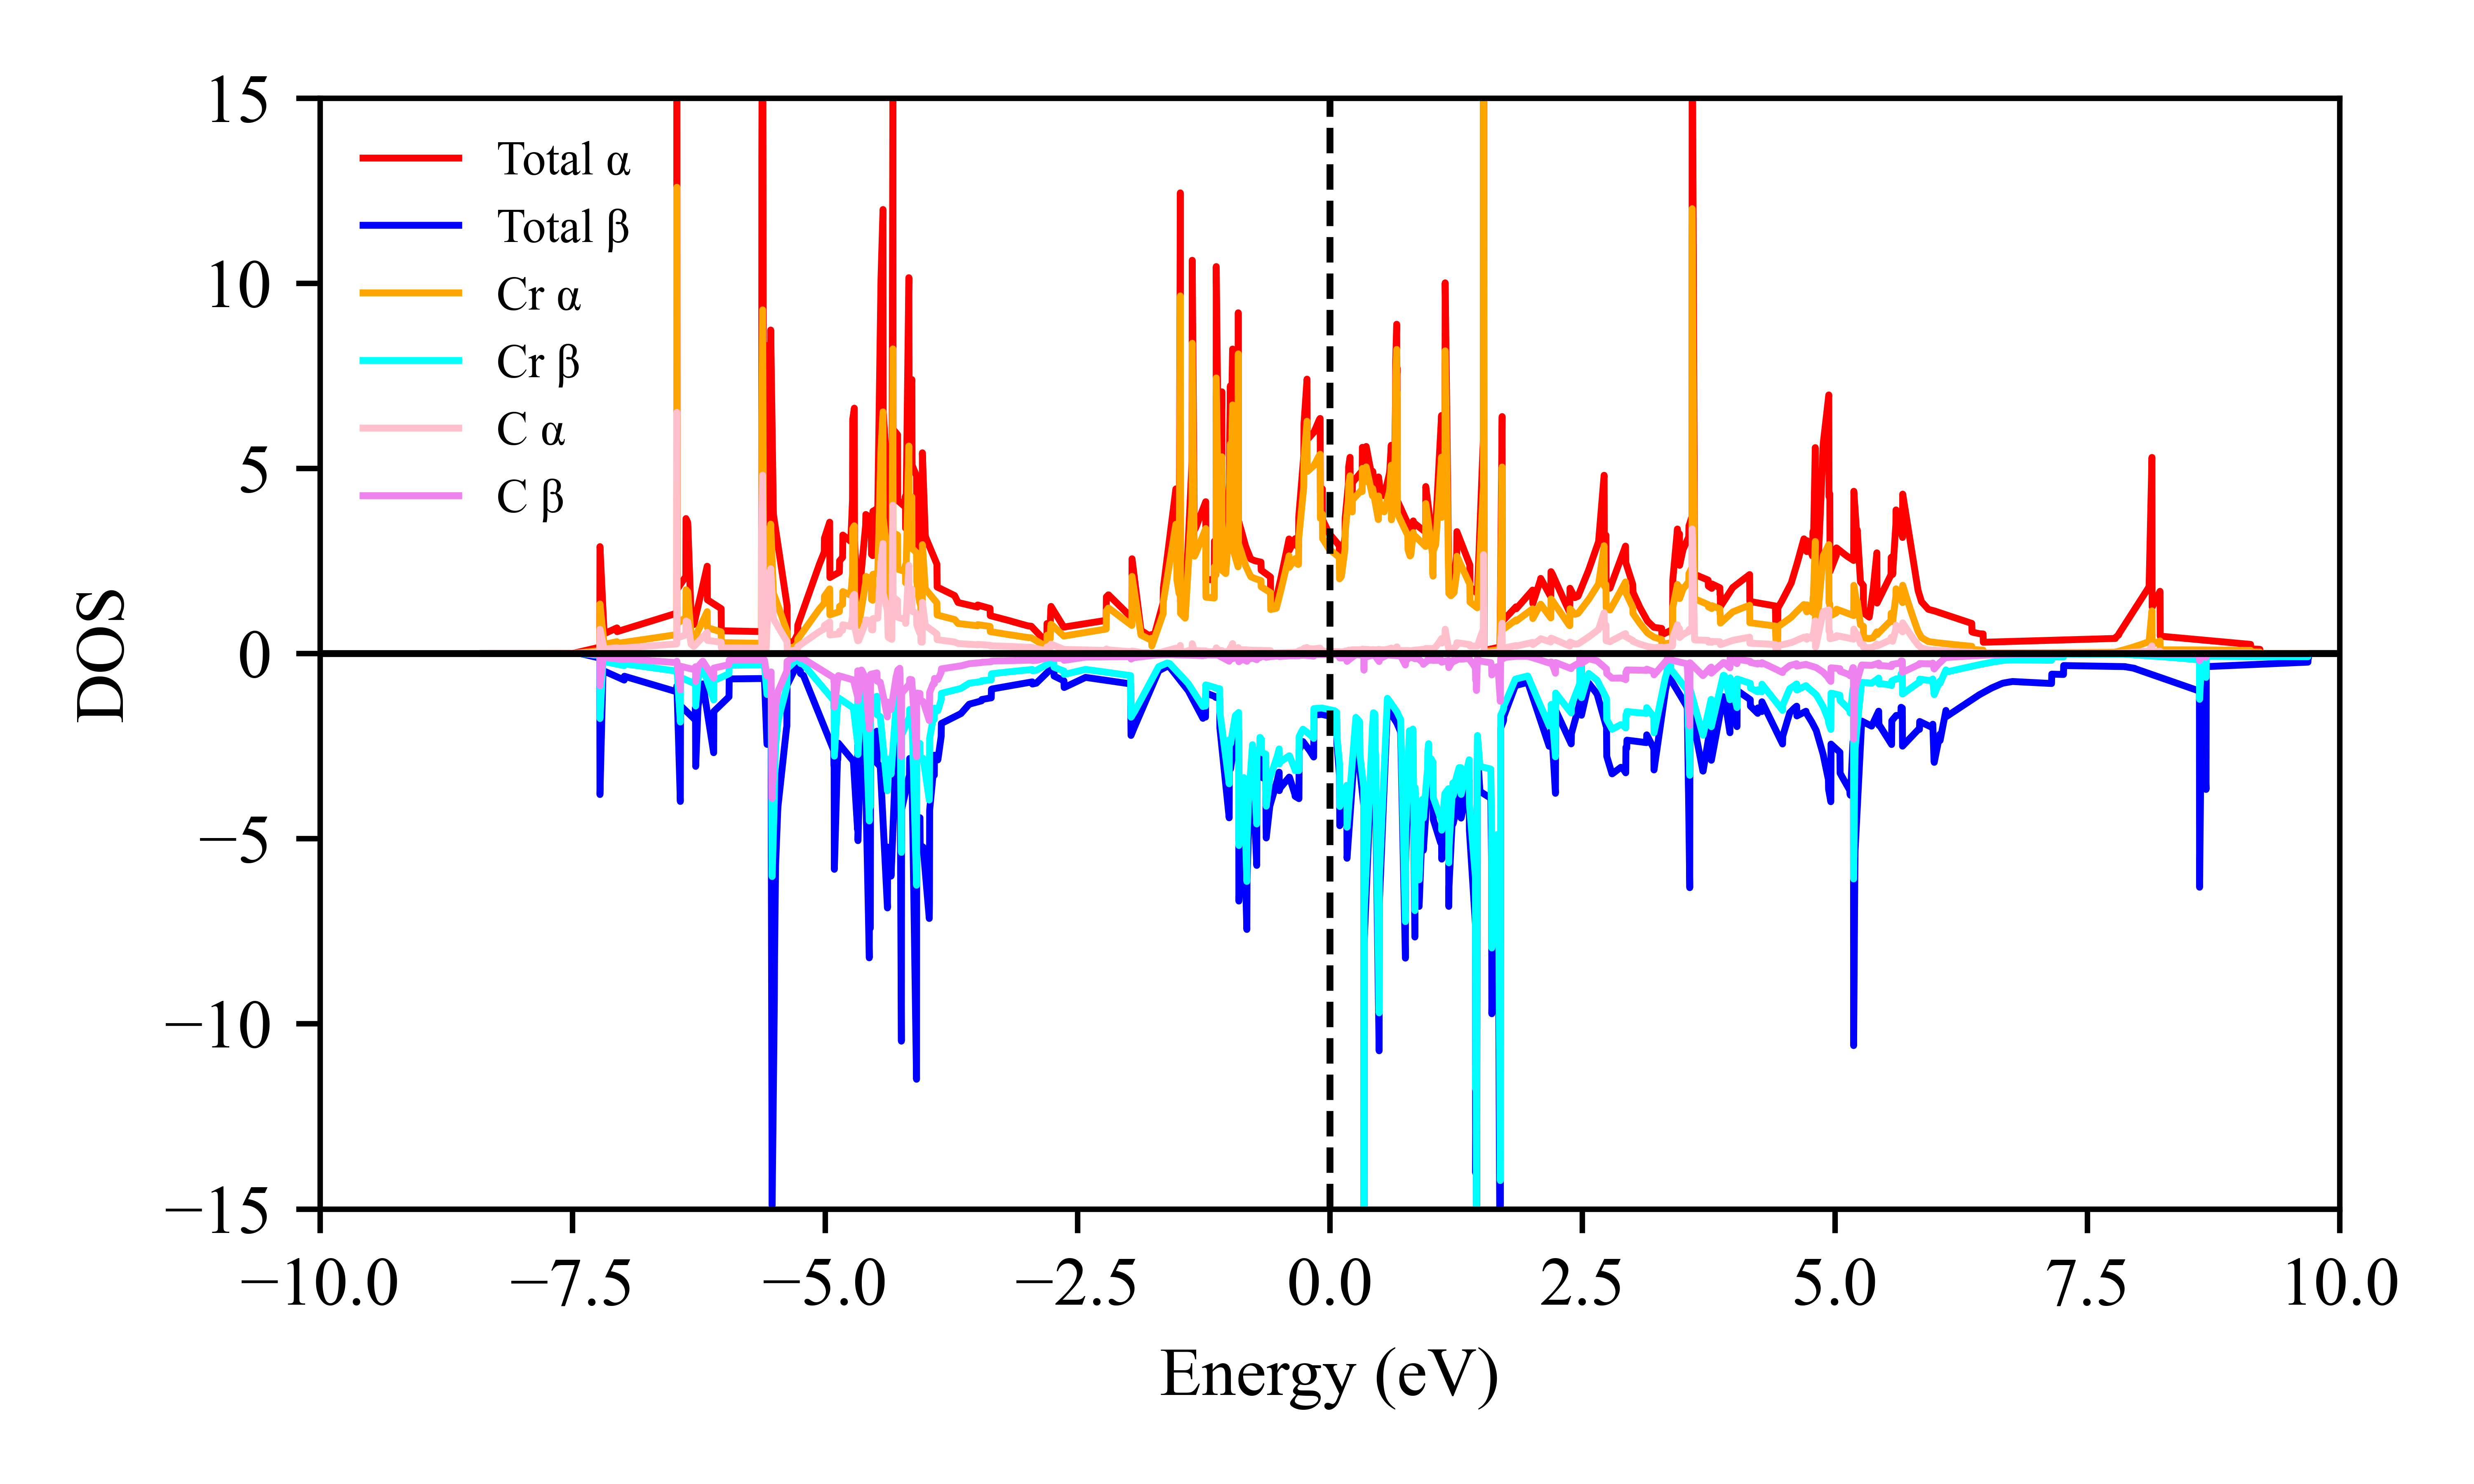 15
10
5
0
−5
−10
−15
DOS
Total α
Total β
Cr α
Cr β
C α
C β
−10.0 −7.5 −5.0 −2.5 0.0 2.5 5.0 7.5 10.0
Energy (eV)